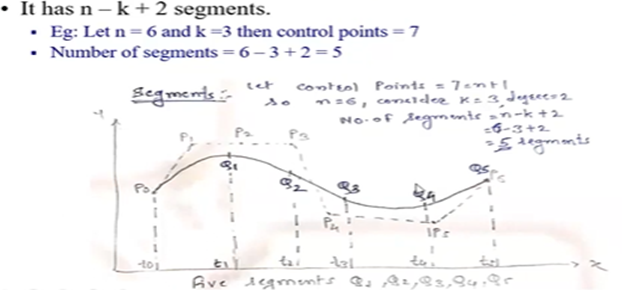 • It has n – k + 2 segments.
• Eg: Let n = 6 and k =3 then control points = 7
• Number of segments = 6 – 3 + 2 = 5
Segments :- Let control Points = 7 = n+1
so n=6, consider K=3, degree=2
No. of segments = n-k+2
= 6-3+2
= 5 segments
Y
P1 P2 P3
P0 Q1 Q2 Q3 Q4 Q5
P4 P5
t0 t1 t2 t3 t4 t5 x
Five segments Q1, Q2, Q3, Q4, Q5